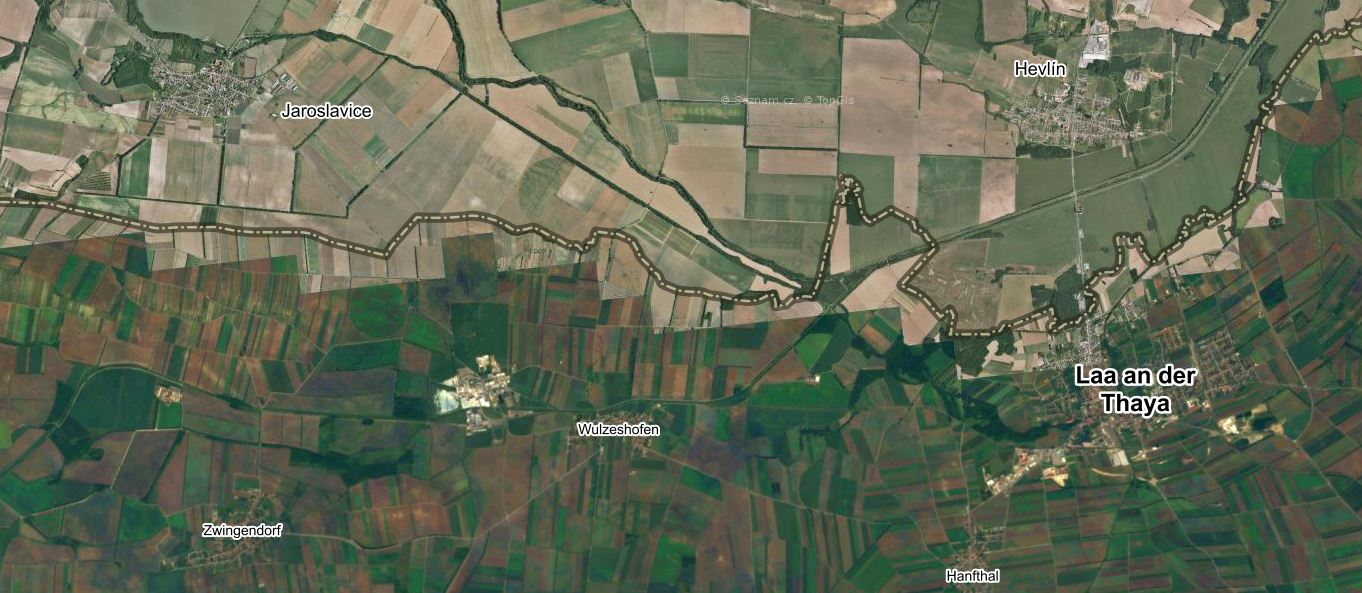 Hevlín
© Seznam.cz, © TopGis
Jaroslavice
Laa an der
Thaya
Wulzeshofen
Zwingendorf
Hanfthal